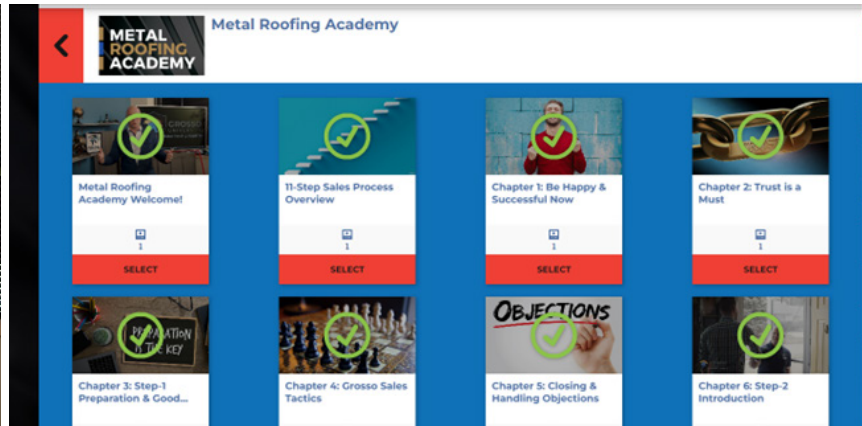 METAL
ROOFING
ACADEMY
Metal Roofing Academy
GROSSO
Metal Roofing
Academy Welcome!
1
SELECT
11-Step Sales Process
Overview
1
SELECT
Chapter 1: Be Happy &
Successful Now
1
SELECT
Chapter 2: Trust is a
Must
1
SELECT
PREPARATION
IS THE KEY
Chapter 3: Step-1
Preparation & Good...
Chapter 4: Grosso Sales
Tactics
OBJECTIONS
Chapter 5: Closing &
Handling Objections
Chapter 6: Step-2
Introduction